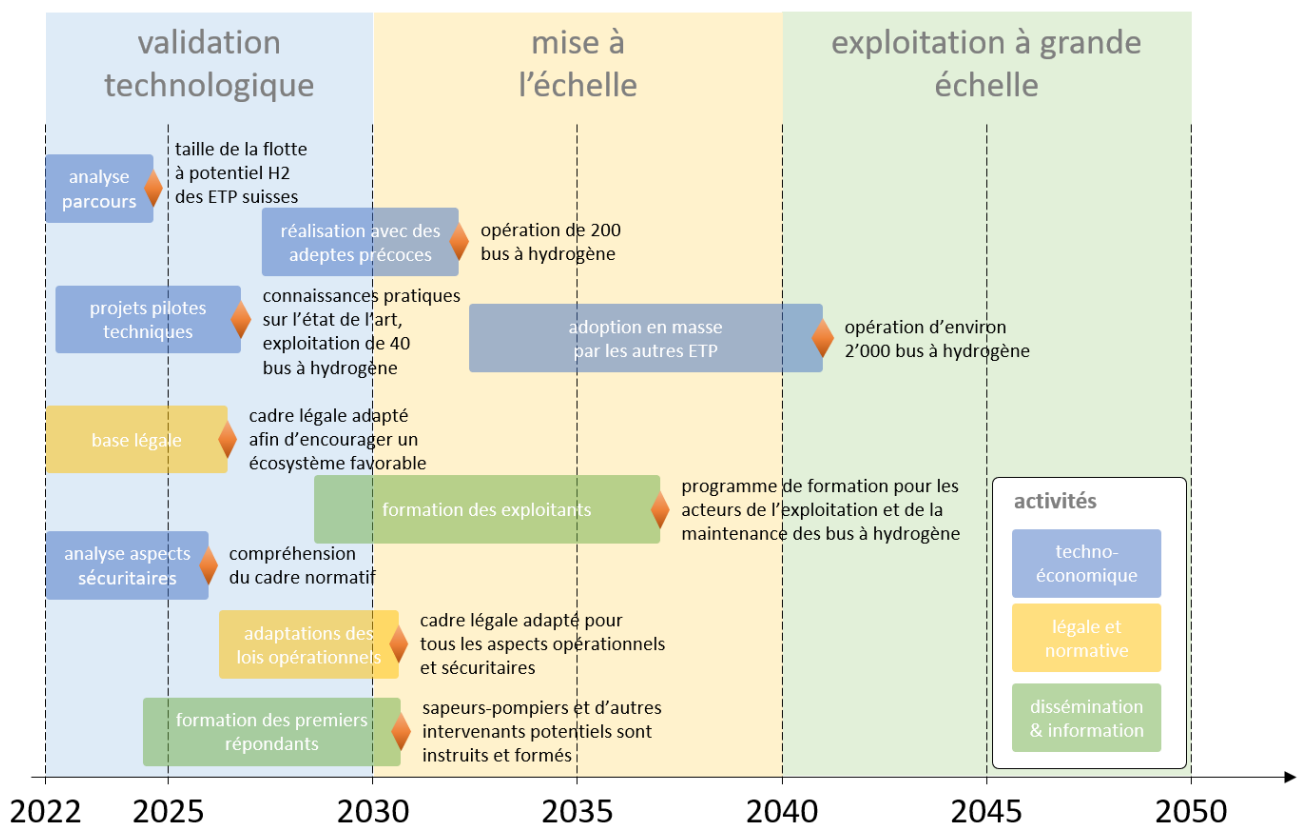 validation
technologique
mise à
l'échelle
exploitation à grande
échelle
analyse
parcours
taille de la flotte
à potentiel H2
des ETP suisses
réalisation avec des
adeptes précoces
opération de 200
bus à hydrogène
projets pilotes
techniques
connaissances pratiques
sur l'état de l'art,
exploitation de 40
bus à hydrogène
adoption en masse
par les autres ETP
opération d'environ
2'000 bus à hydrogène
base légale
cadre légale adapté
afin d'encourager un
écosystème favorable
formation des exploitants
programme de formation pour les
acteurs de l'exploitation et de la
maintenance des bus à hydrogène
analyse aspects
sécuritaires
compréhension
du cadre normatif
adaptations des
lois opérationnels
cadre légale adapté pour
tous les aspects opérationnels
et sécuritaires
formation des premiers
répondants
sapeurs-pompiers et d'autres
intervenants potentiels sont
instruits et formés
activités
techno-
économique
légale et
normative
dissémination
& information
2022
2025
2030
2035
2040
2045
2050